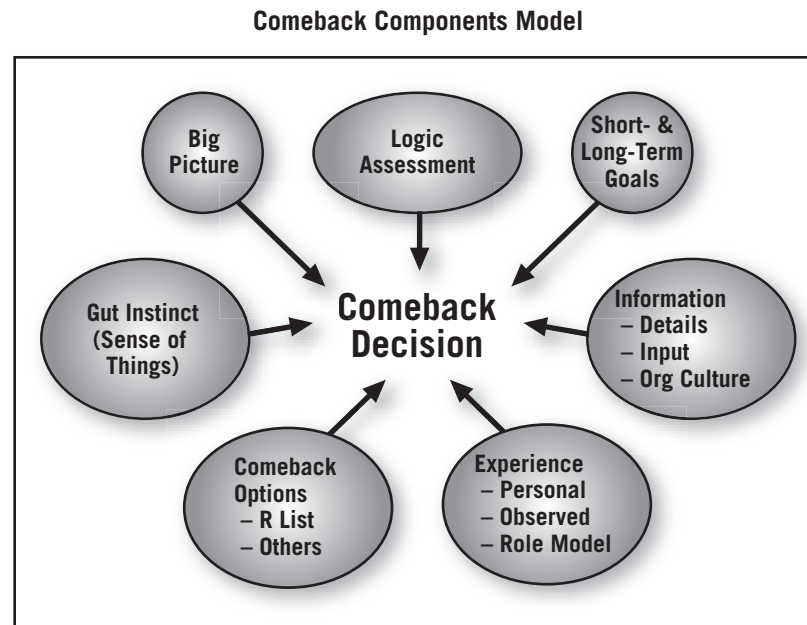 Comeback Components Model
Big
Picture
Logic
Assessment
Short- &
Long-Term
Goals
Gut Instinct
(Sense of
Things)
Comeback
Decision
Information
– Details
– Input
– Org Culture
Comeback
Options
– R List
– Others
Experience
– Personal
– Observed
– Role Model